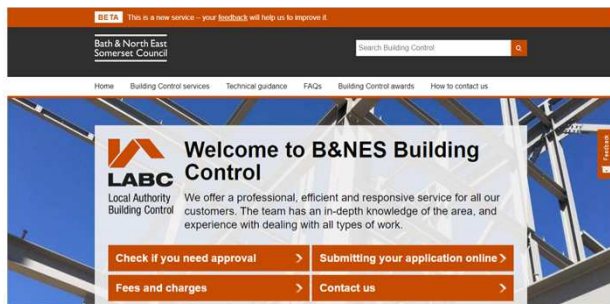 BETA This is a new service – your feedback will help us to improve it.
Bath & North East
Somerset Council
Search Building Control
Home Building Control services Technical guidance FAQs Building Control awards How to contact us
Feedback
LABC
Local Authority
Building Control
Welcome to B&NES Building
Control
We offer a professional, efficient and responsive service for all our
customers. The team has an in-depth knowledge of the area, and
experience with dealing with all types of work.
Check if you need approval
Submitting your application online
Fees and charges
Contact us